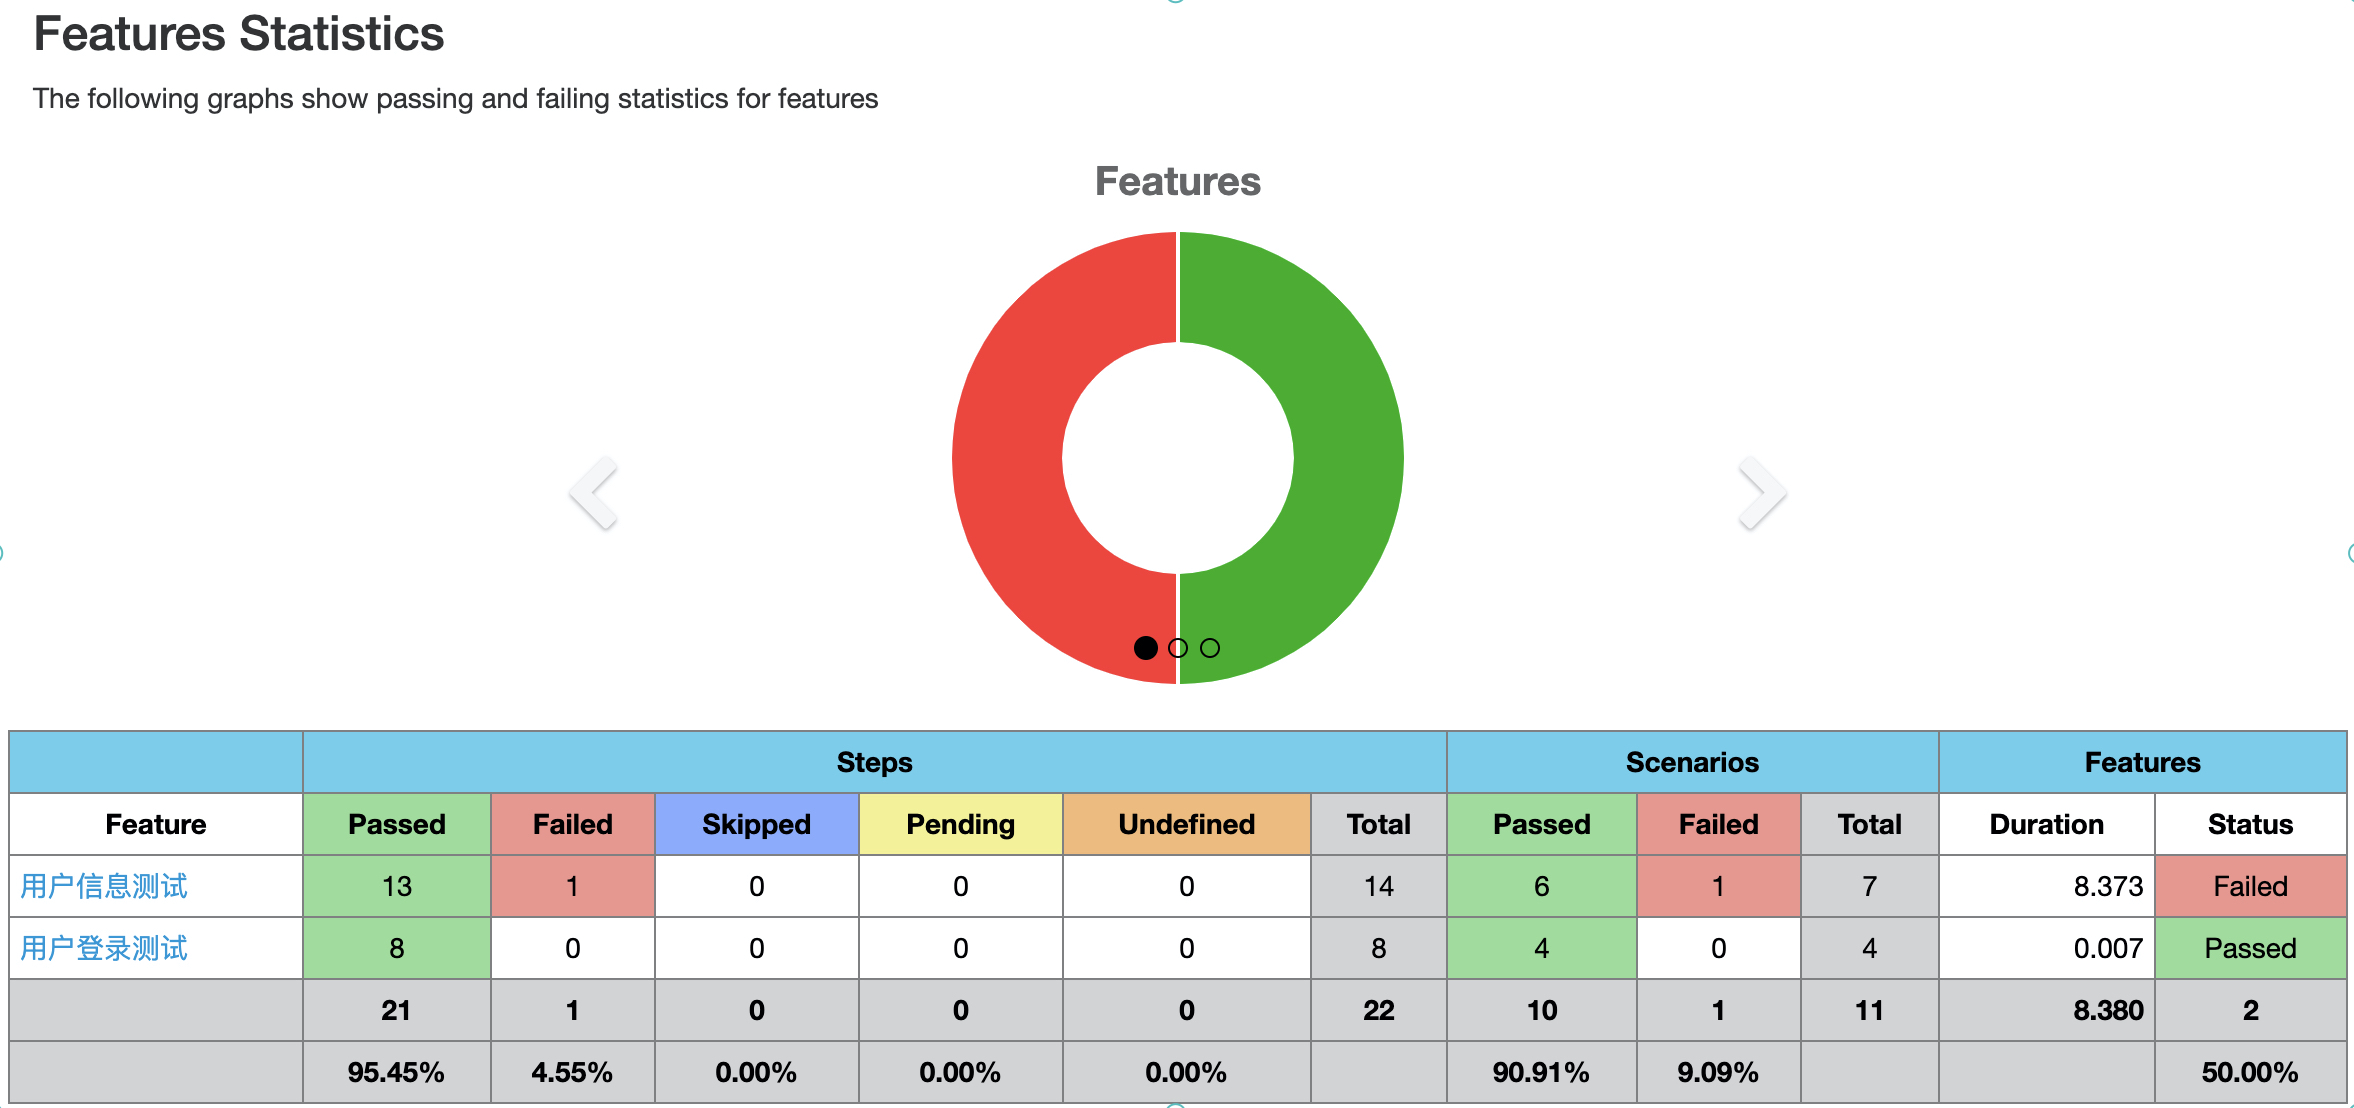 Features Statistics
The following graphs show passing and failing statistics for features
Features
Steps Scenarios Features
Feature Passed Failed Skipped Pending Undefined Total Passed Failed Total Duration Status
用户信息测试 13 1 0 0 0 14 6 1 7 8.373 Failed
用户登录测试 8 0 0 0 0 8 4 0 4 0.007 Passed
21 1 0 0 0 22 10 1 11 8.380 2
95.45% 4.55% 0.00% 0.00% 0.00% 90.91% 9.09% 50.00%